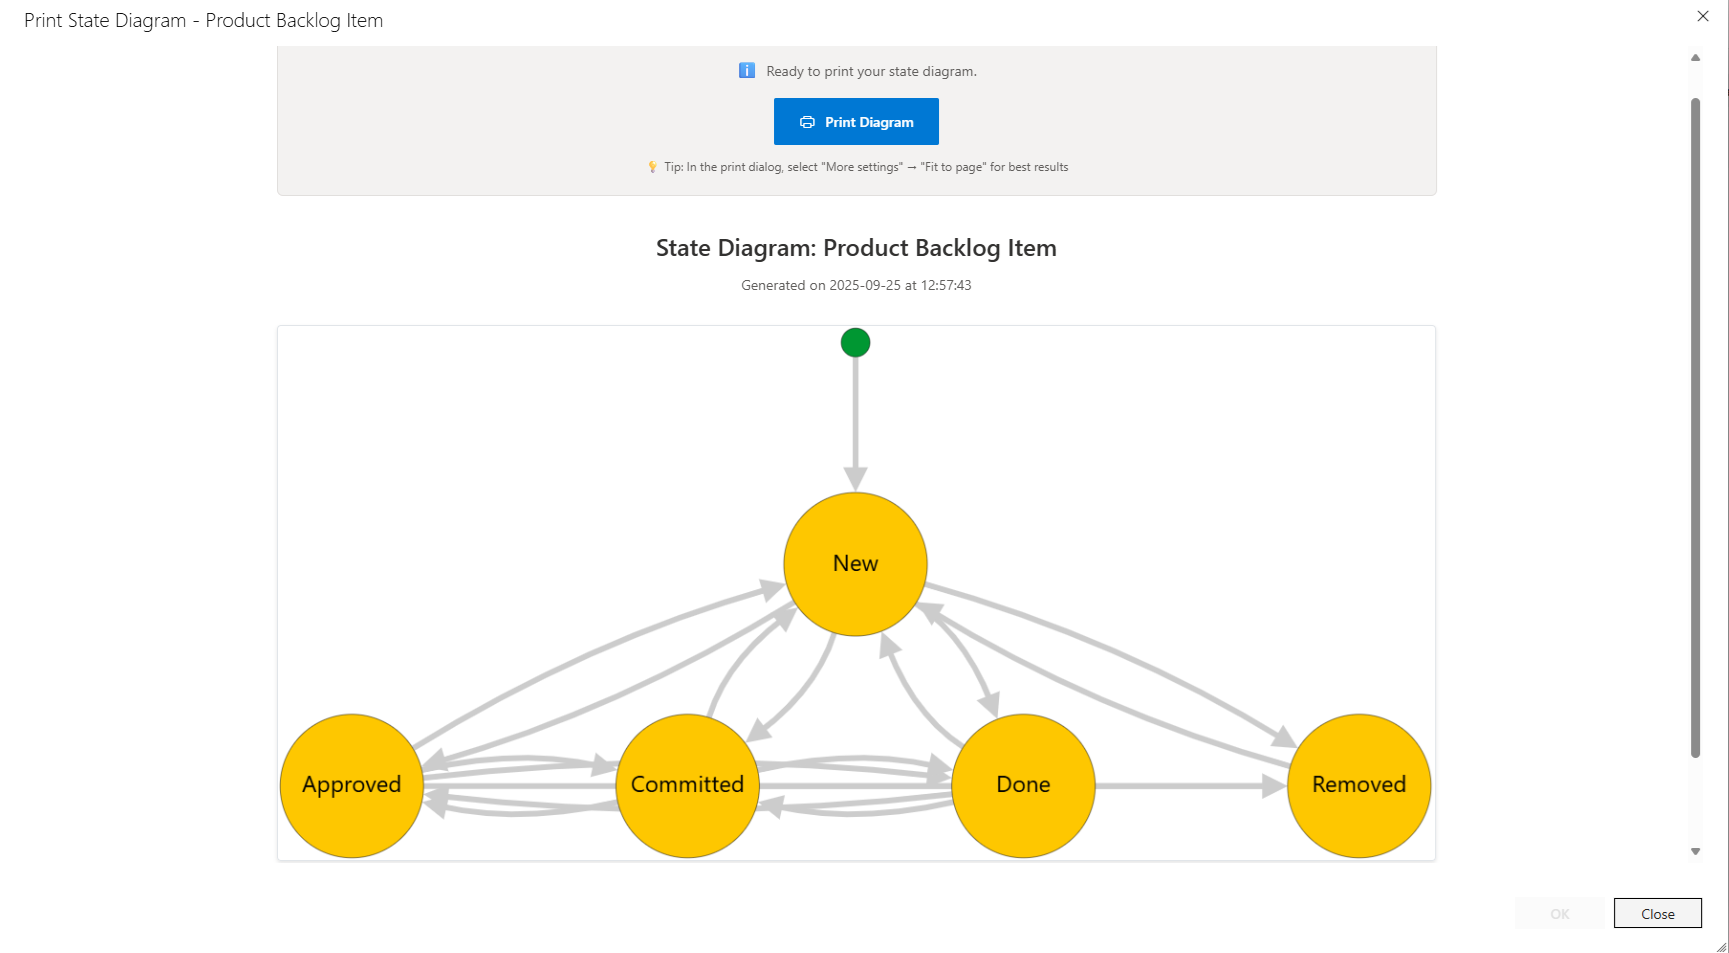 Print State Diagram - Product Backlog Item
Ready to print your state diagram.
Print Diagram
Tip: In the print dialog, select "More settings" → "Fit to page" for best results
State Diagram: Product Backlog Item
Generated on 2025-09-25 at 12:57:43
New
Approved
Committed
Done
Removed
OK
Close